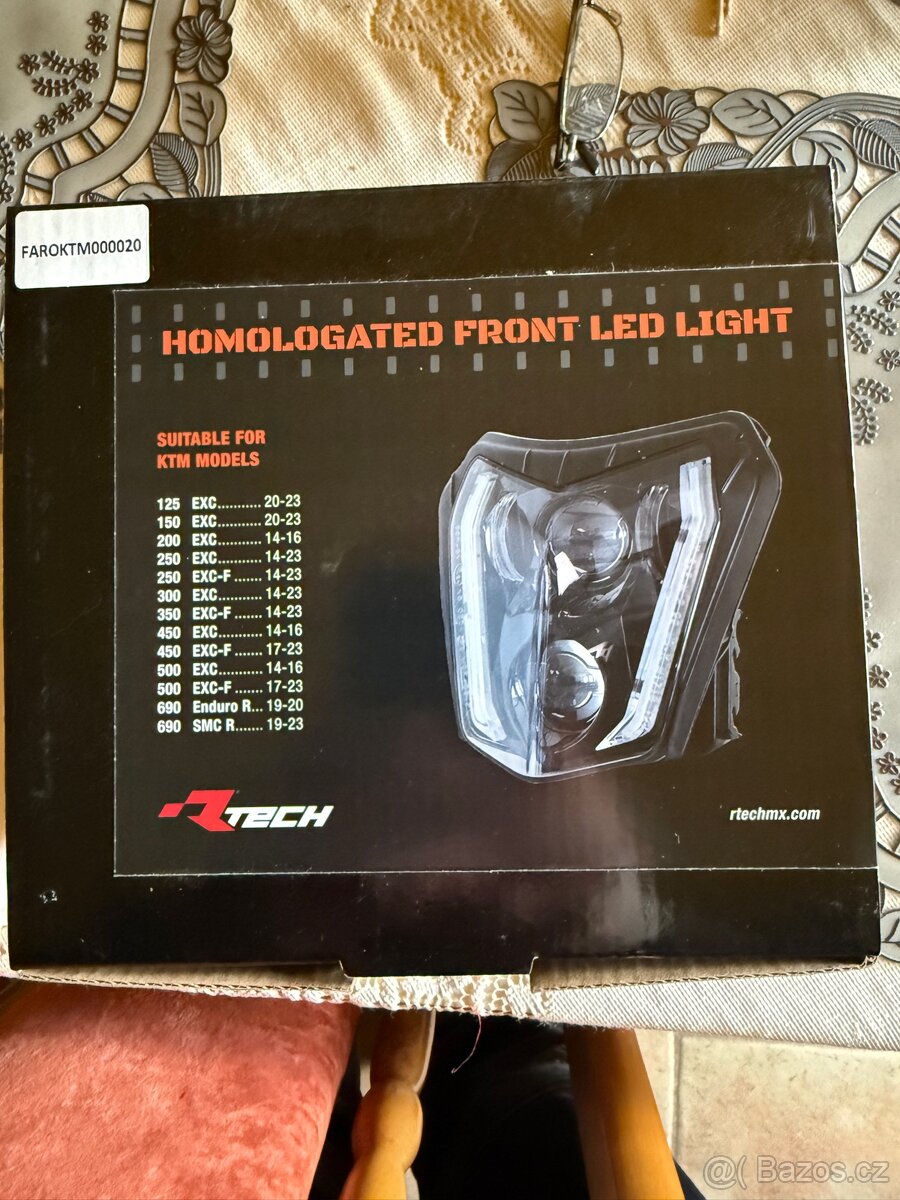 FAROKTM000020
HOMOLOGATED FRONT LED LIGHT
SUITABLE FOR
KTM MODELS
125 EXC.......... 20-23
150 EXC.......... 20-23
200 EXC.......... 14-16
250 EXC.......... 14-23
250 EXC-F ...... 14-23
300 EXC.......... 14-23
350 EXC-F ...... 14-23
450 EXC.......... 14-16
450 EXC-F ...... 17-23
500 EXC.......... 14-16
500 EXC-F ...... 17-23
690 Enduro R... 19-20
690 SMC R....... 19-23
RTECH
rtechmx.com
@( Bazos.cz